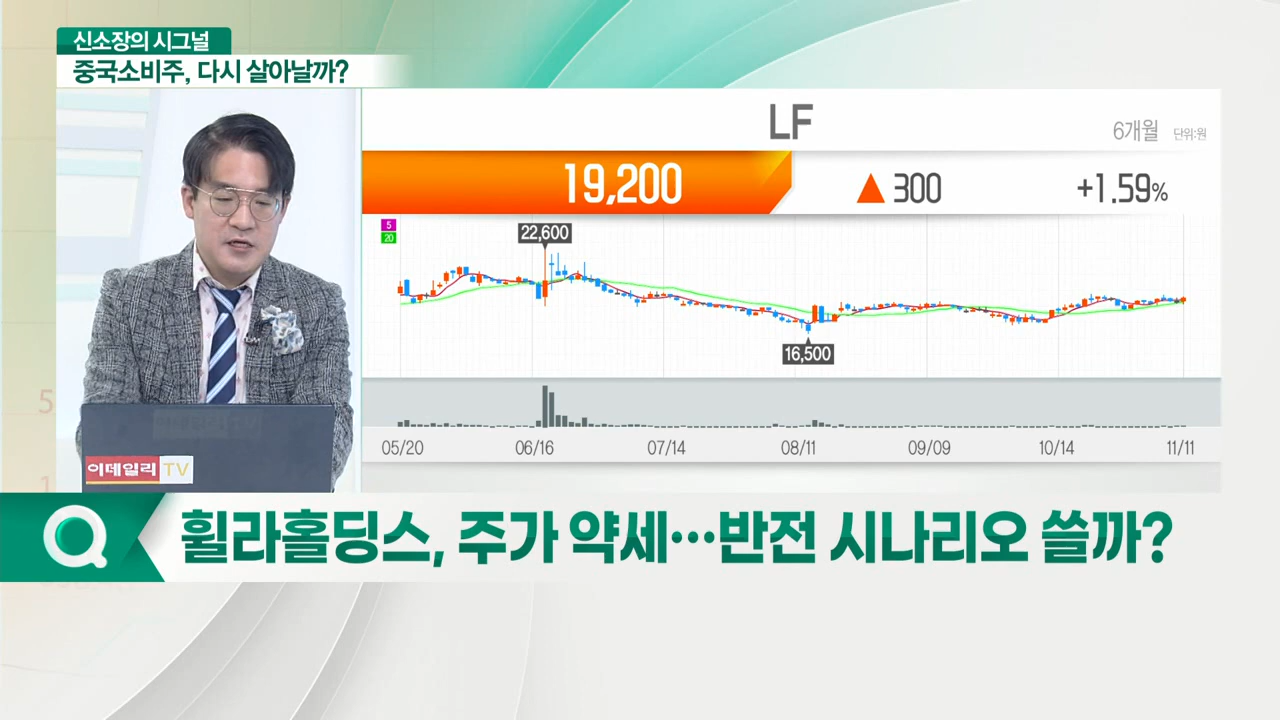 신소장의 시그널
중국소비주, 다시 살아날까?
LF
6개월 단위:원
19,200
▲ 300
+1.59%
5
20
22,600
16,500
05/20 06/16 07/14 08/11 09/09 10/14 11/11
이데일리 TV
Q 휠라홀딩스, 주가 약세…반전 시나리오 쓸까?